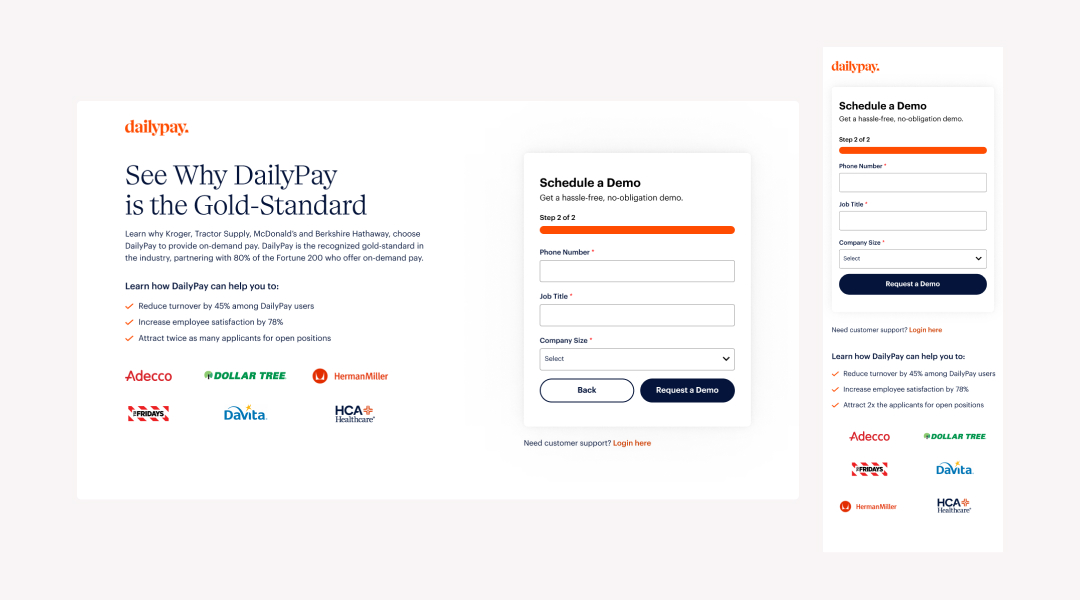 dailypay.
See Why DailyPay
is the Gold-Standard
Learn why Kroger, Tractor Supply, McDonald's and Berkshire Hathaway, choose
DailyPay to provide on-demand pay. DailyPay is the recognized gold-standard in
the industry, partnering with 80% of the Fortune 200 who offer on-demand pay.
Learn how DailyPay can help you to:
Reduce turnover by 45% among DailyPay users
Increase employee satisfaction by 78%
Attract twice as many applicants for open positions
Adecco DOLLAR TREE HermanMiller
TGI FRIDAYS DaVita. HCA
Healthcare®
Schedule a Demo
Get a hassle-free, no-obligation demo.
Step 2 of 2
Phone Number *
Job Title *
Company Size *
Select
Back Request a Demo
Need customer support? Login here
dailypay.
Schedule a Demo
Get a hassle-free, no-obligation demo.
Step 2 of 2
Phone Number *
Job Title *
Company Size *
Select
Request a Demo
Need customer support? Login here
Learn how DailyPay can help you to:
Reduce turnover by 45% among DailyPay users
Increase employee satisfaction by 78%
Attract 2x the applicants for open positions
Adecco DOLLAR TREE
TGI FRIDAYS DaVita.
HermanMiller HCA
Healthcare®